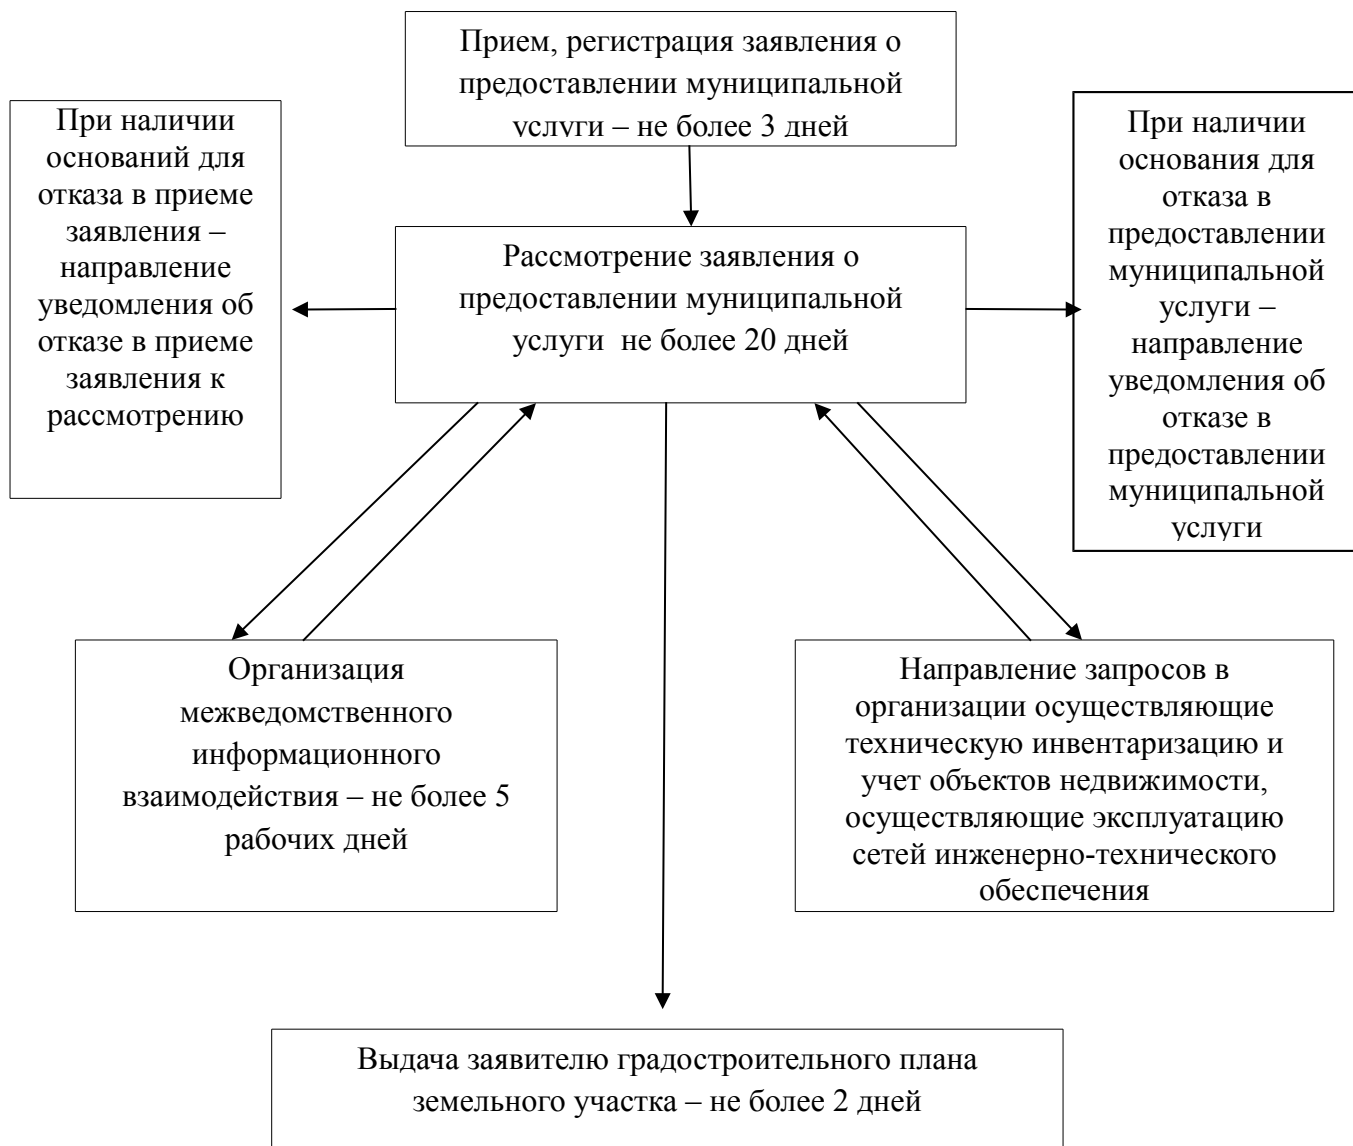 Прием, регистрация заявления о
предоставлении муниципальной
услуги – не более 3 дней
При наличии
оснований для
отказа в приеме
заявления –
направление
уведомления об
отказе в приеме
заявления к
рассмотрению
При наличии
основания для
отказа в
предоставлении
муниципальной
услуги –
направление
уведомления об
отказе в
предоставлении
муниципальной
услуги
Рассмотрение заявления о
предоставлении муниципальной
услуги  не более 20 дней
Организация
межведомственного
информационного
взаимодействия – не более 5
рабочих дней
Направление запросов в
организации осуществляющие
техническую инвентаризацию и
учет объектов недвижимости,
осуществляющие эксплуатацию
сетей инженерно-технического
обеспечения
Выдача заявителю градостроительного плана
земельного участка – не более 2 дней